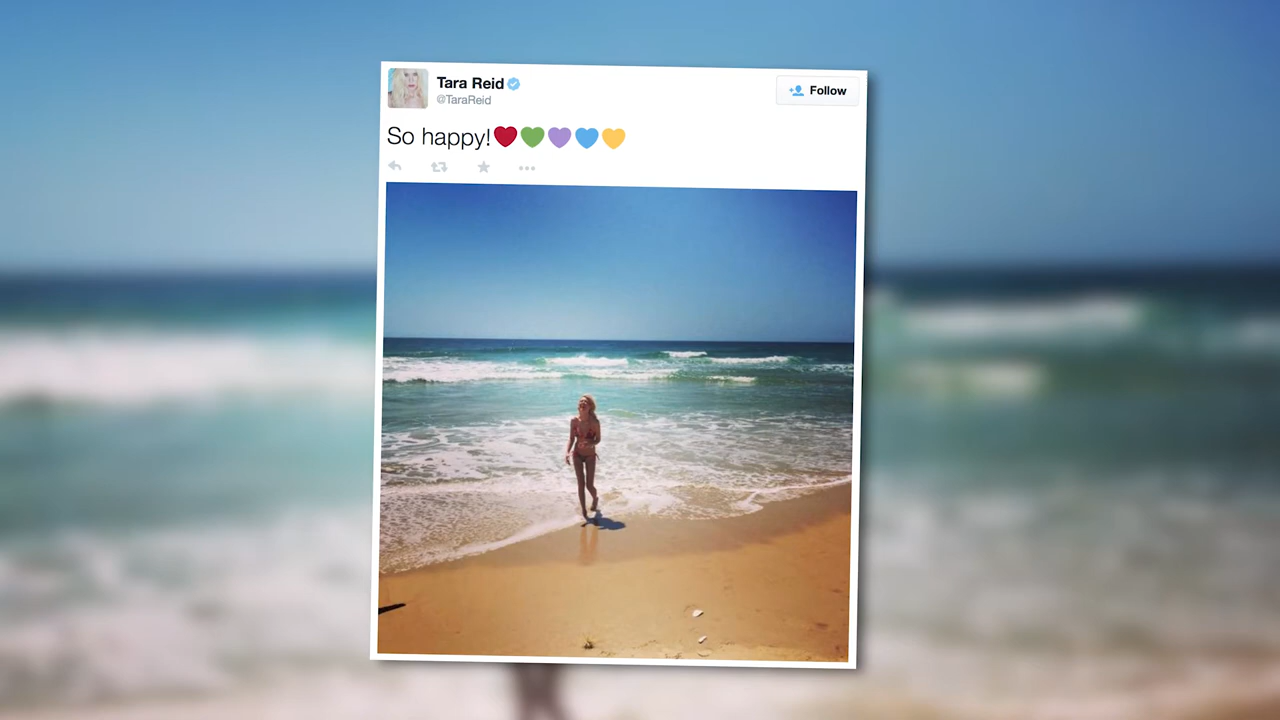 Tara Reid
@TaraReid
Follow
So happy!❤️💚💜💙💛